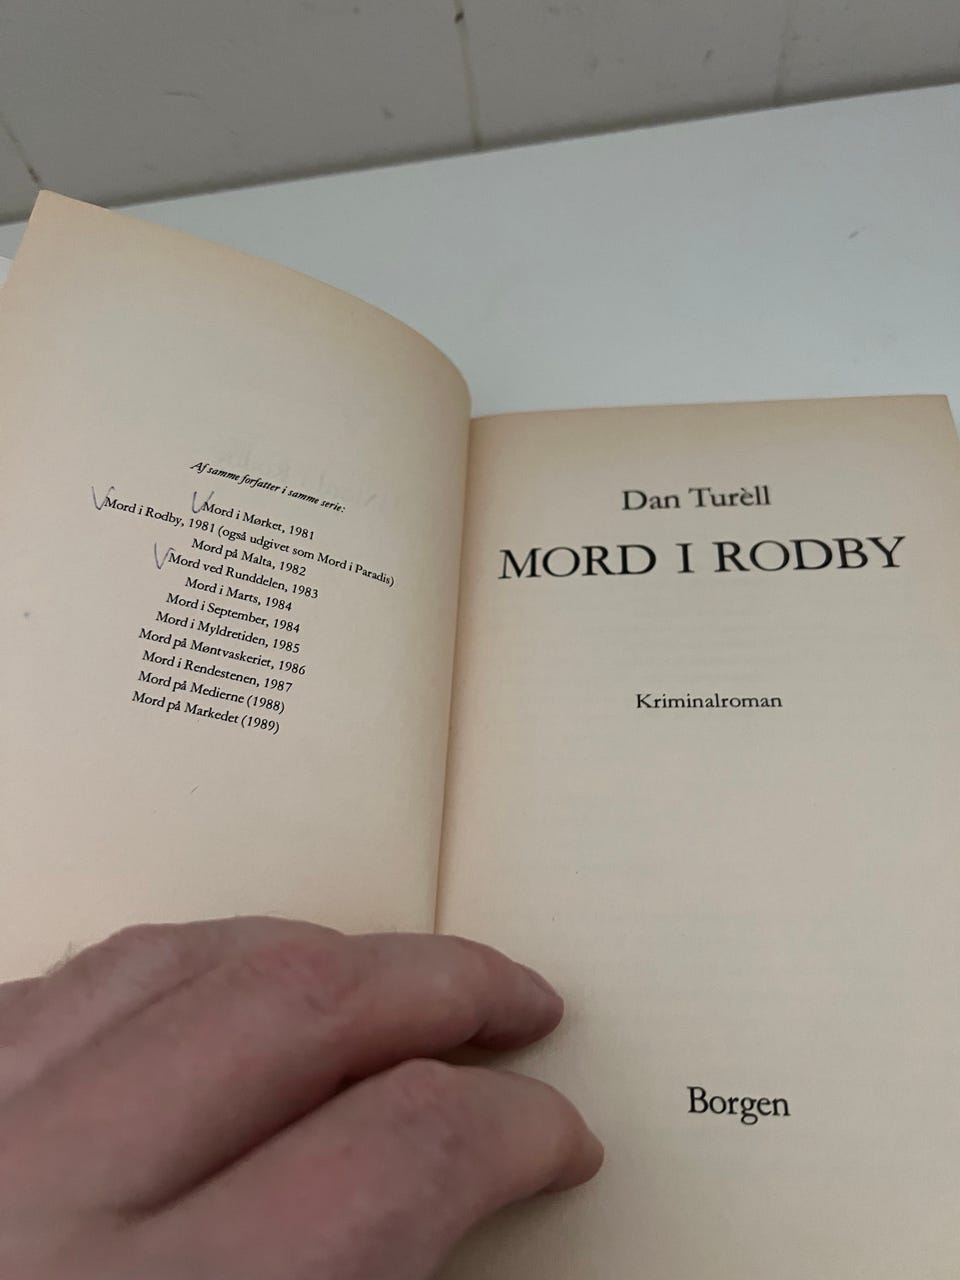 Af samme forfatter i samme serie:
Mord i Mørket, 1981
Mord i Rodby, 1981 (også udgivet som Mord i Paradis)
Mord på Malta, 1982
Mord ved Runddelen, 1983
Mord i Marts, 1984
Mord i September, 1984
Mord i Myldretiden, 1985
Mord på Møntvaskeriet, 1986
Mord i Rendestenen, 1987
Mord på Medierne (1988)
Mord på Markedet (1989)
Dan Turèll
MORD I RODBY
Kriminalroman
Borgen